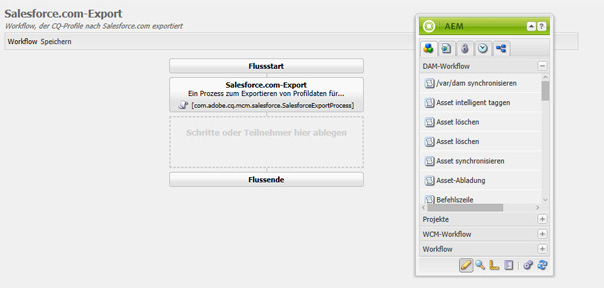 Salesforce.com-Export
Workflow, der CQ-Profile nach Salesforce.com exportiert
Workflow Speichern
Flussstart
Salesforce.com-Export
Ein Prozess zum Exportieren von Profildaten für...
[com.adobe.cq.mcm.salesforce.SalesforceExportProcess]
Schritte oder Teilnehmer hier ablegen
Flussende
AEM
?
DAM-Workflow
/var/dam synchronisieren
Asset intelligent taggen
Asset löschen
Asset löschen
Asset synchronisieren
Asset-Abladung
Befehlszeile
Projekte
WCM-Workflow
Workflow